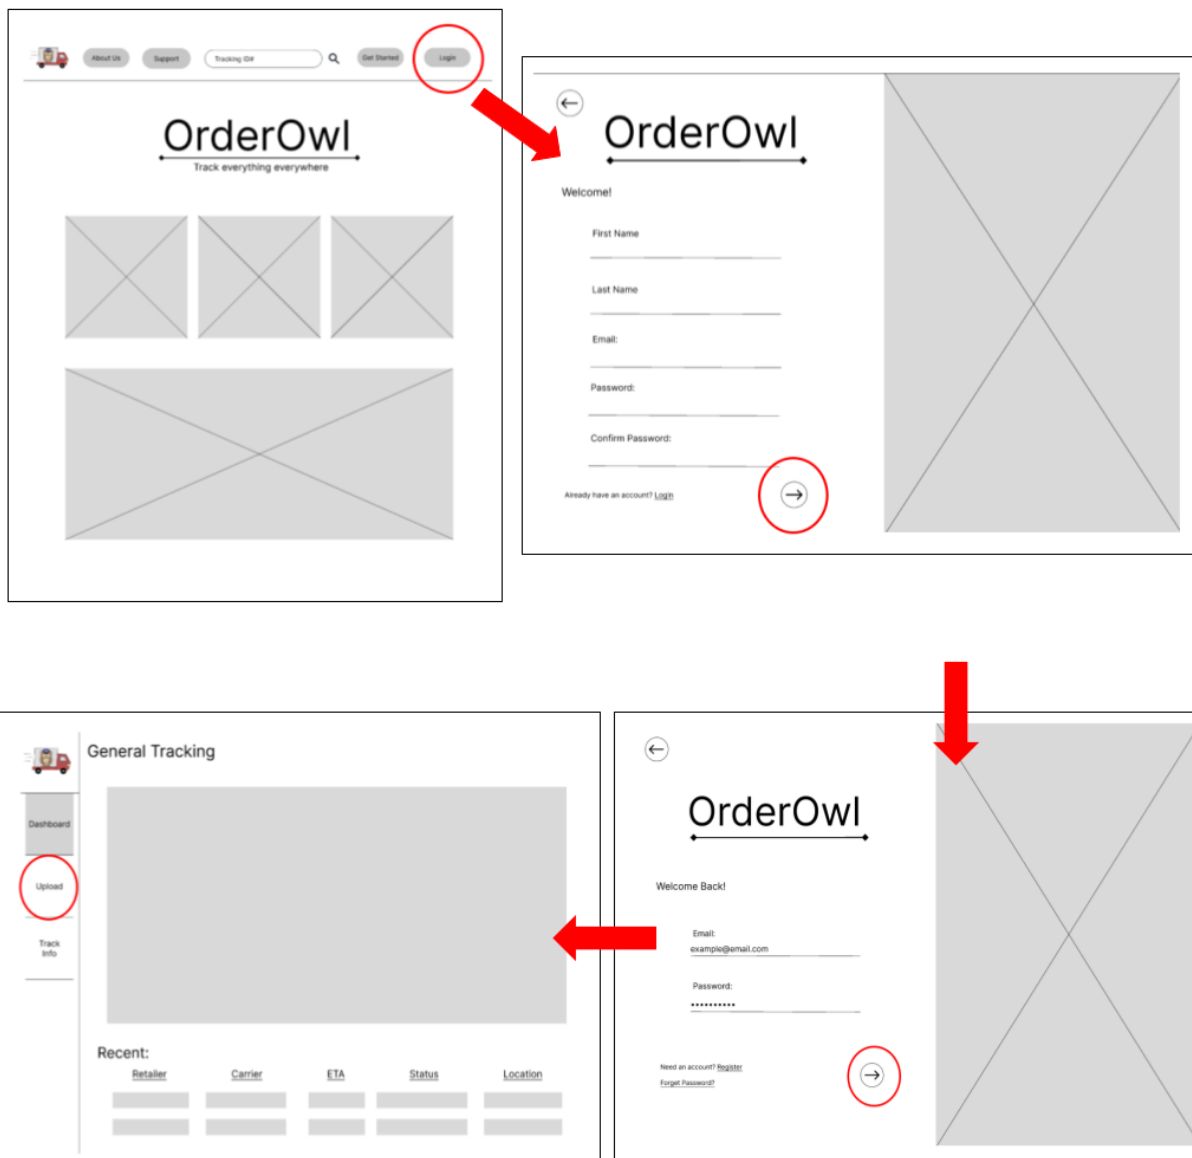 About Us
Support
Tracking ID#
Get Started
Login
OrderOwl
Track everything everywhere
OrderOwl
Welcome!
First Name
Last Name
Email:
Password:
Confirm Password:
Already have an account? Login
General Tracking
Dashboard
Upload
Track
Info
Recent:
Retailer Carrier ETA Status Location
OrderOwl
Welcome Back!
Email:
example@email.com
Password:
••••••••••
Need an account? Register
Forget Password?